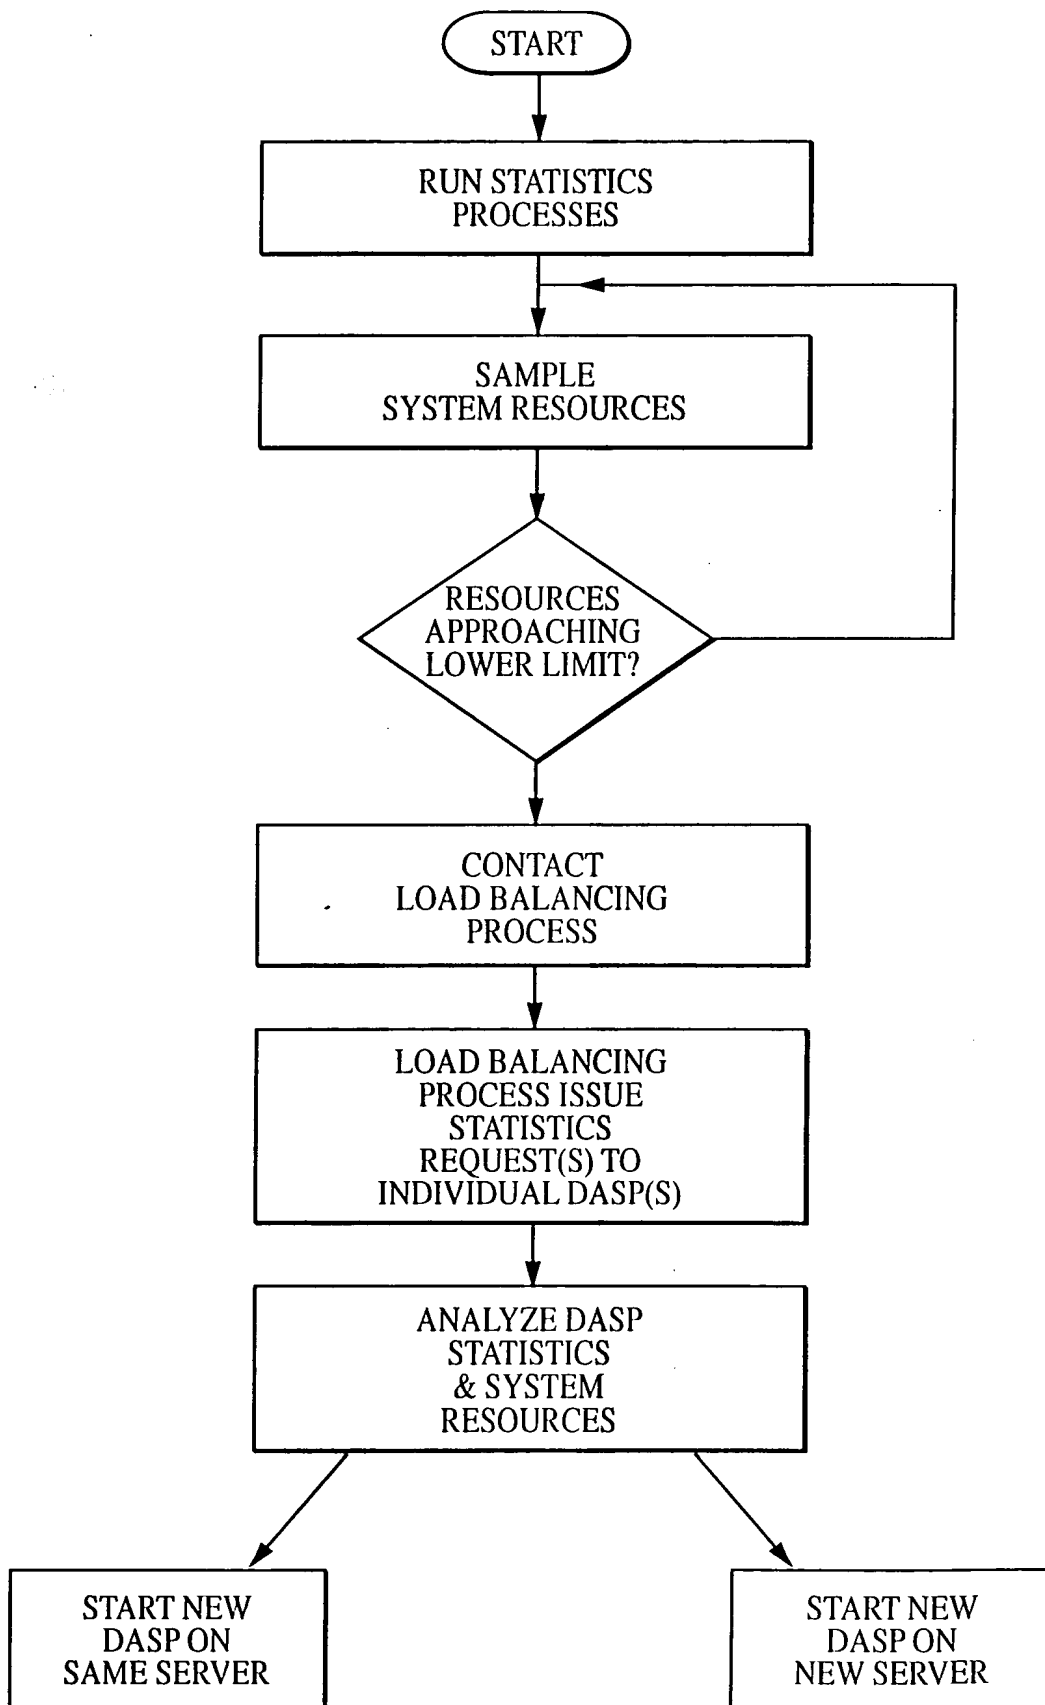 START
RUN STATISTICS
PROCESSES
SAMPLE
SYSTEM RESOURCES
RESOURCES
APPROACHING
LOWER LIMIT?
CONTACT
LOAD BALANCING
PROCESS
LOAD BALANCING
PROCESS ISSUE
STATISTICS
REQUEST(S) TO
INDIVIDUAL DASP(S)
ANALYZE DASP
STATISTICS
& SYSTEM
RESOURCES
START NEW
DASP ON
SAME SERVER
START NEW
DASP ON
NEW SERVER